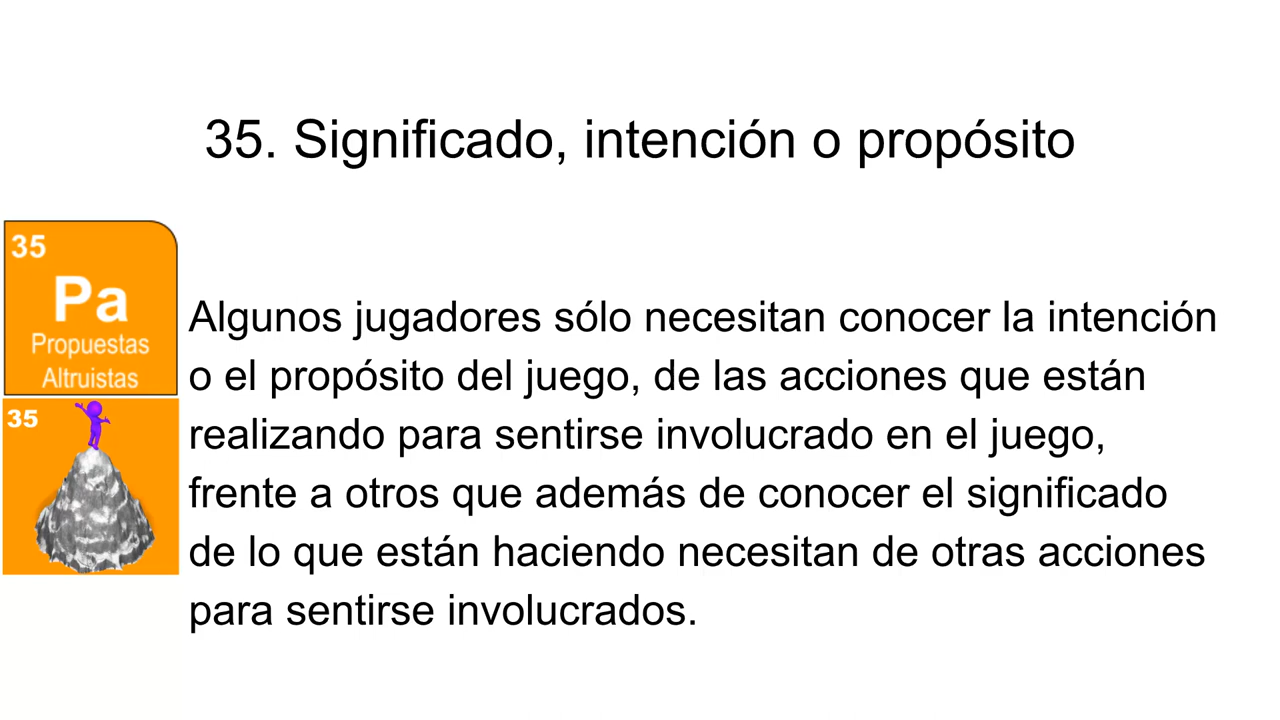 35. Significado, intención o propósito
35
Pa
Propuestas
Altruistas
35
Algunos jugadores sólo necesitan conocer la intención
o el propósito del juego, de las acciones que están
realizando para sentirse involucrado en el juego,
frente a otros que además de conocer el significado
de lo que están haciendo necesitan de otras acciones
para sentirse involucrados.